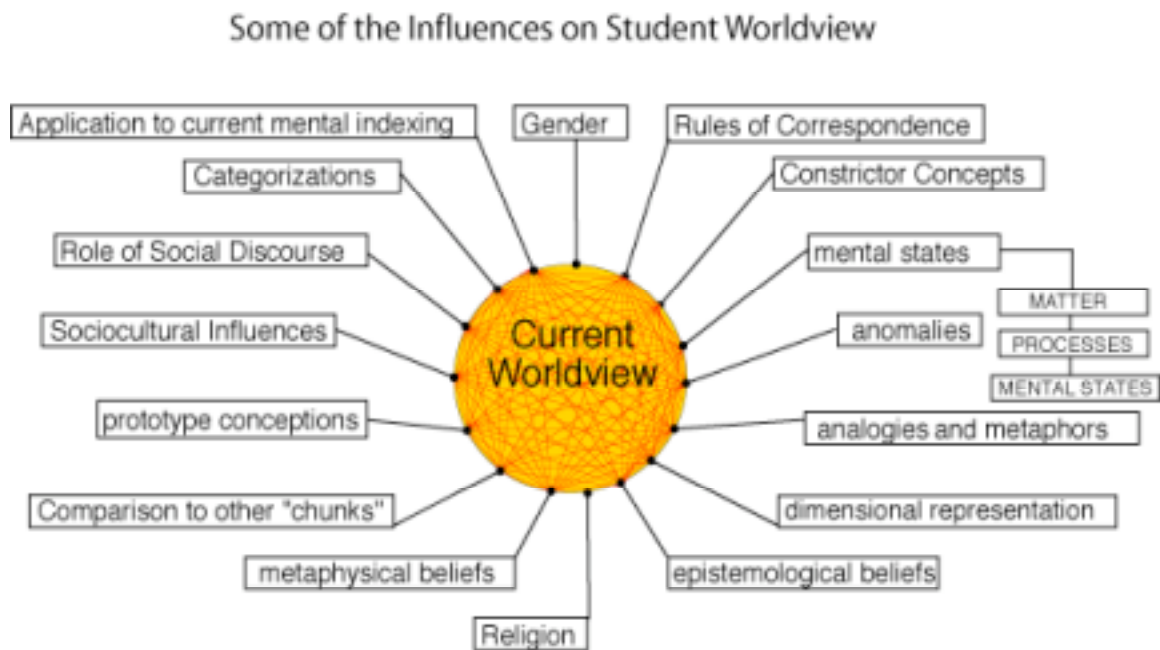 Some of the Influences on Student Worldview
Application to current mental indexing
Gender
Rules of Correspondence
Categorizations
Constrictor Concepts
Role of Social Discourse
mental states
MATTER
Sociocultural Influences
Current
Worldview
anomalies
PROCESSES
MENTAL STATES
prototype conceptions
analogies and metaphors
Comparison to other "chunks"
dimensional representation
metaphysical beliefs
epistemological beliefs
Religion